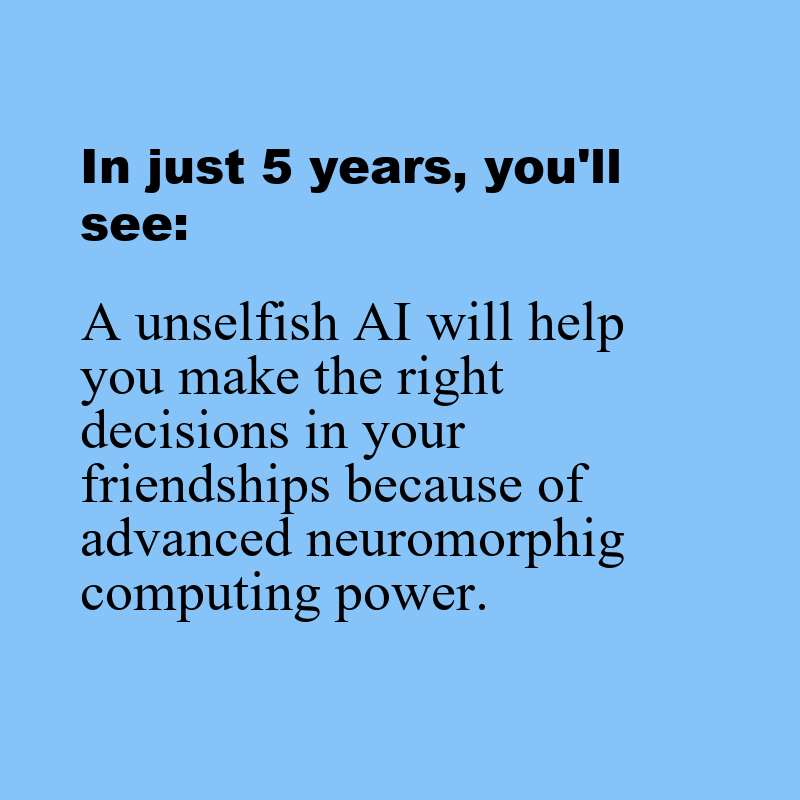 In just 5 years, you'll
see:
A unselfish AI will help
you make the right
decisions in your
friendships because of
advanced neuromorphig
computing power.